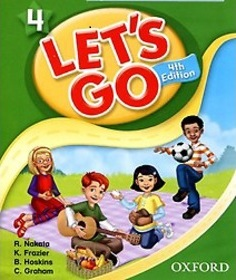 4
LET'S
GO
4th
Edition
R. Nakata
K. Frazier
B. Hoskins
C. Graham
OXFORD